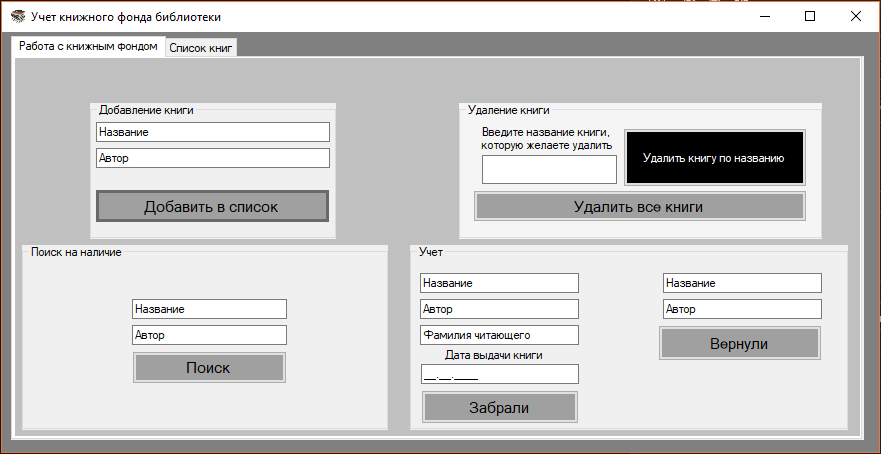 Учет книжного фонда библиотеки
Работа с книжным фондом
Список книг
Добавление книги
Название
Автор
Добавить в список
Удаление книги
Введите название книги,
которую желаете удалить
Удалить книгу по названию
Удалить все книги
Поиск на наличие
Название
Автор
Поиск
Учет
Название
Автор
Фамилия читающего
Дата выдачи книги
__.__.____
Забрали
Название
Автор
Вернули